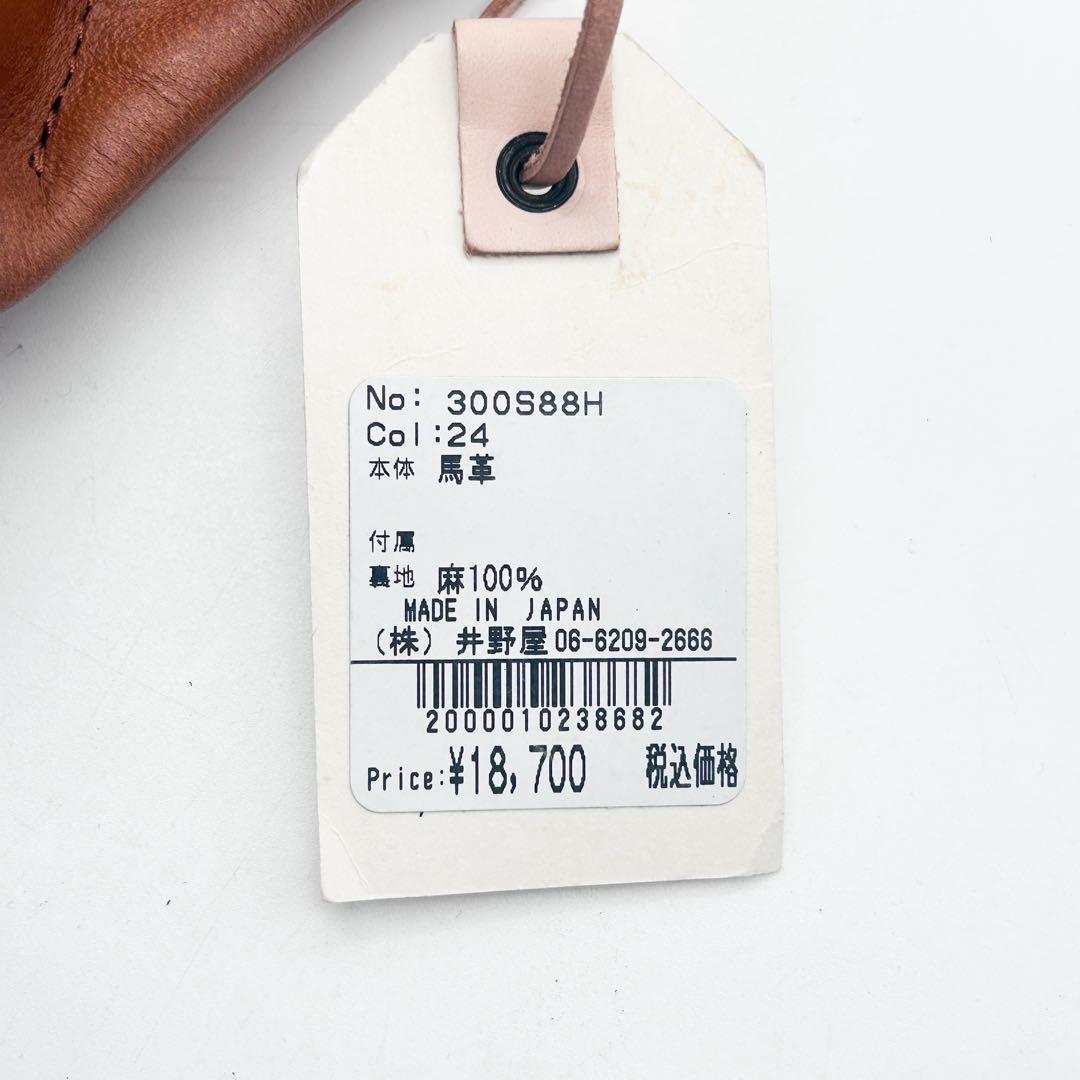 No: 300S88H
Col:24
本体 馬革
付属
裏地 麻100%
MADE IN JAPAN
(株) 井野屋 06-6209-2666
2000010238682
Price:¥18,700 税込価格